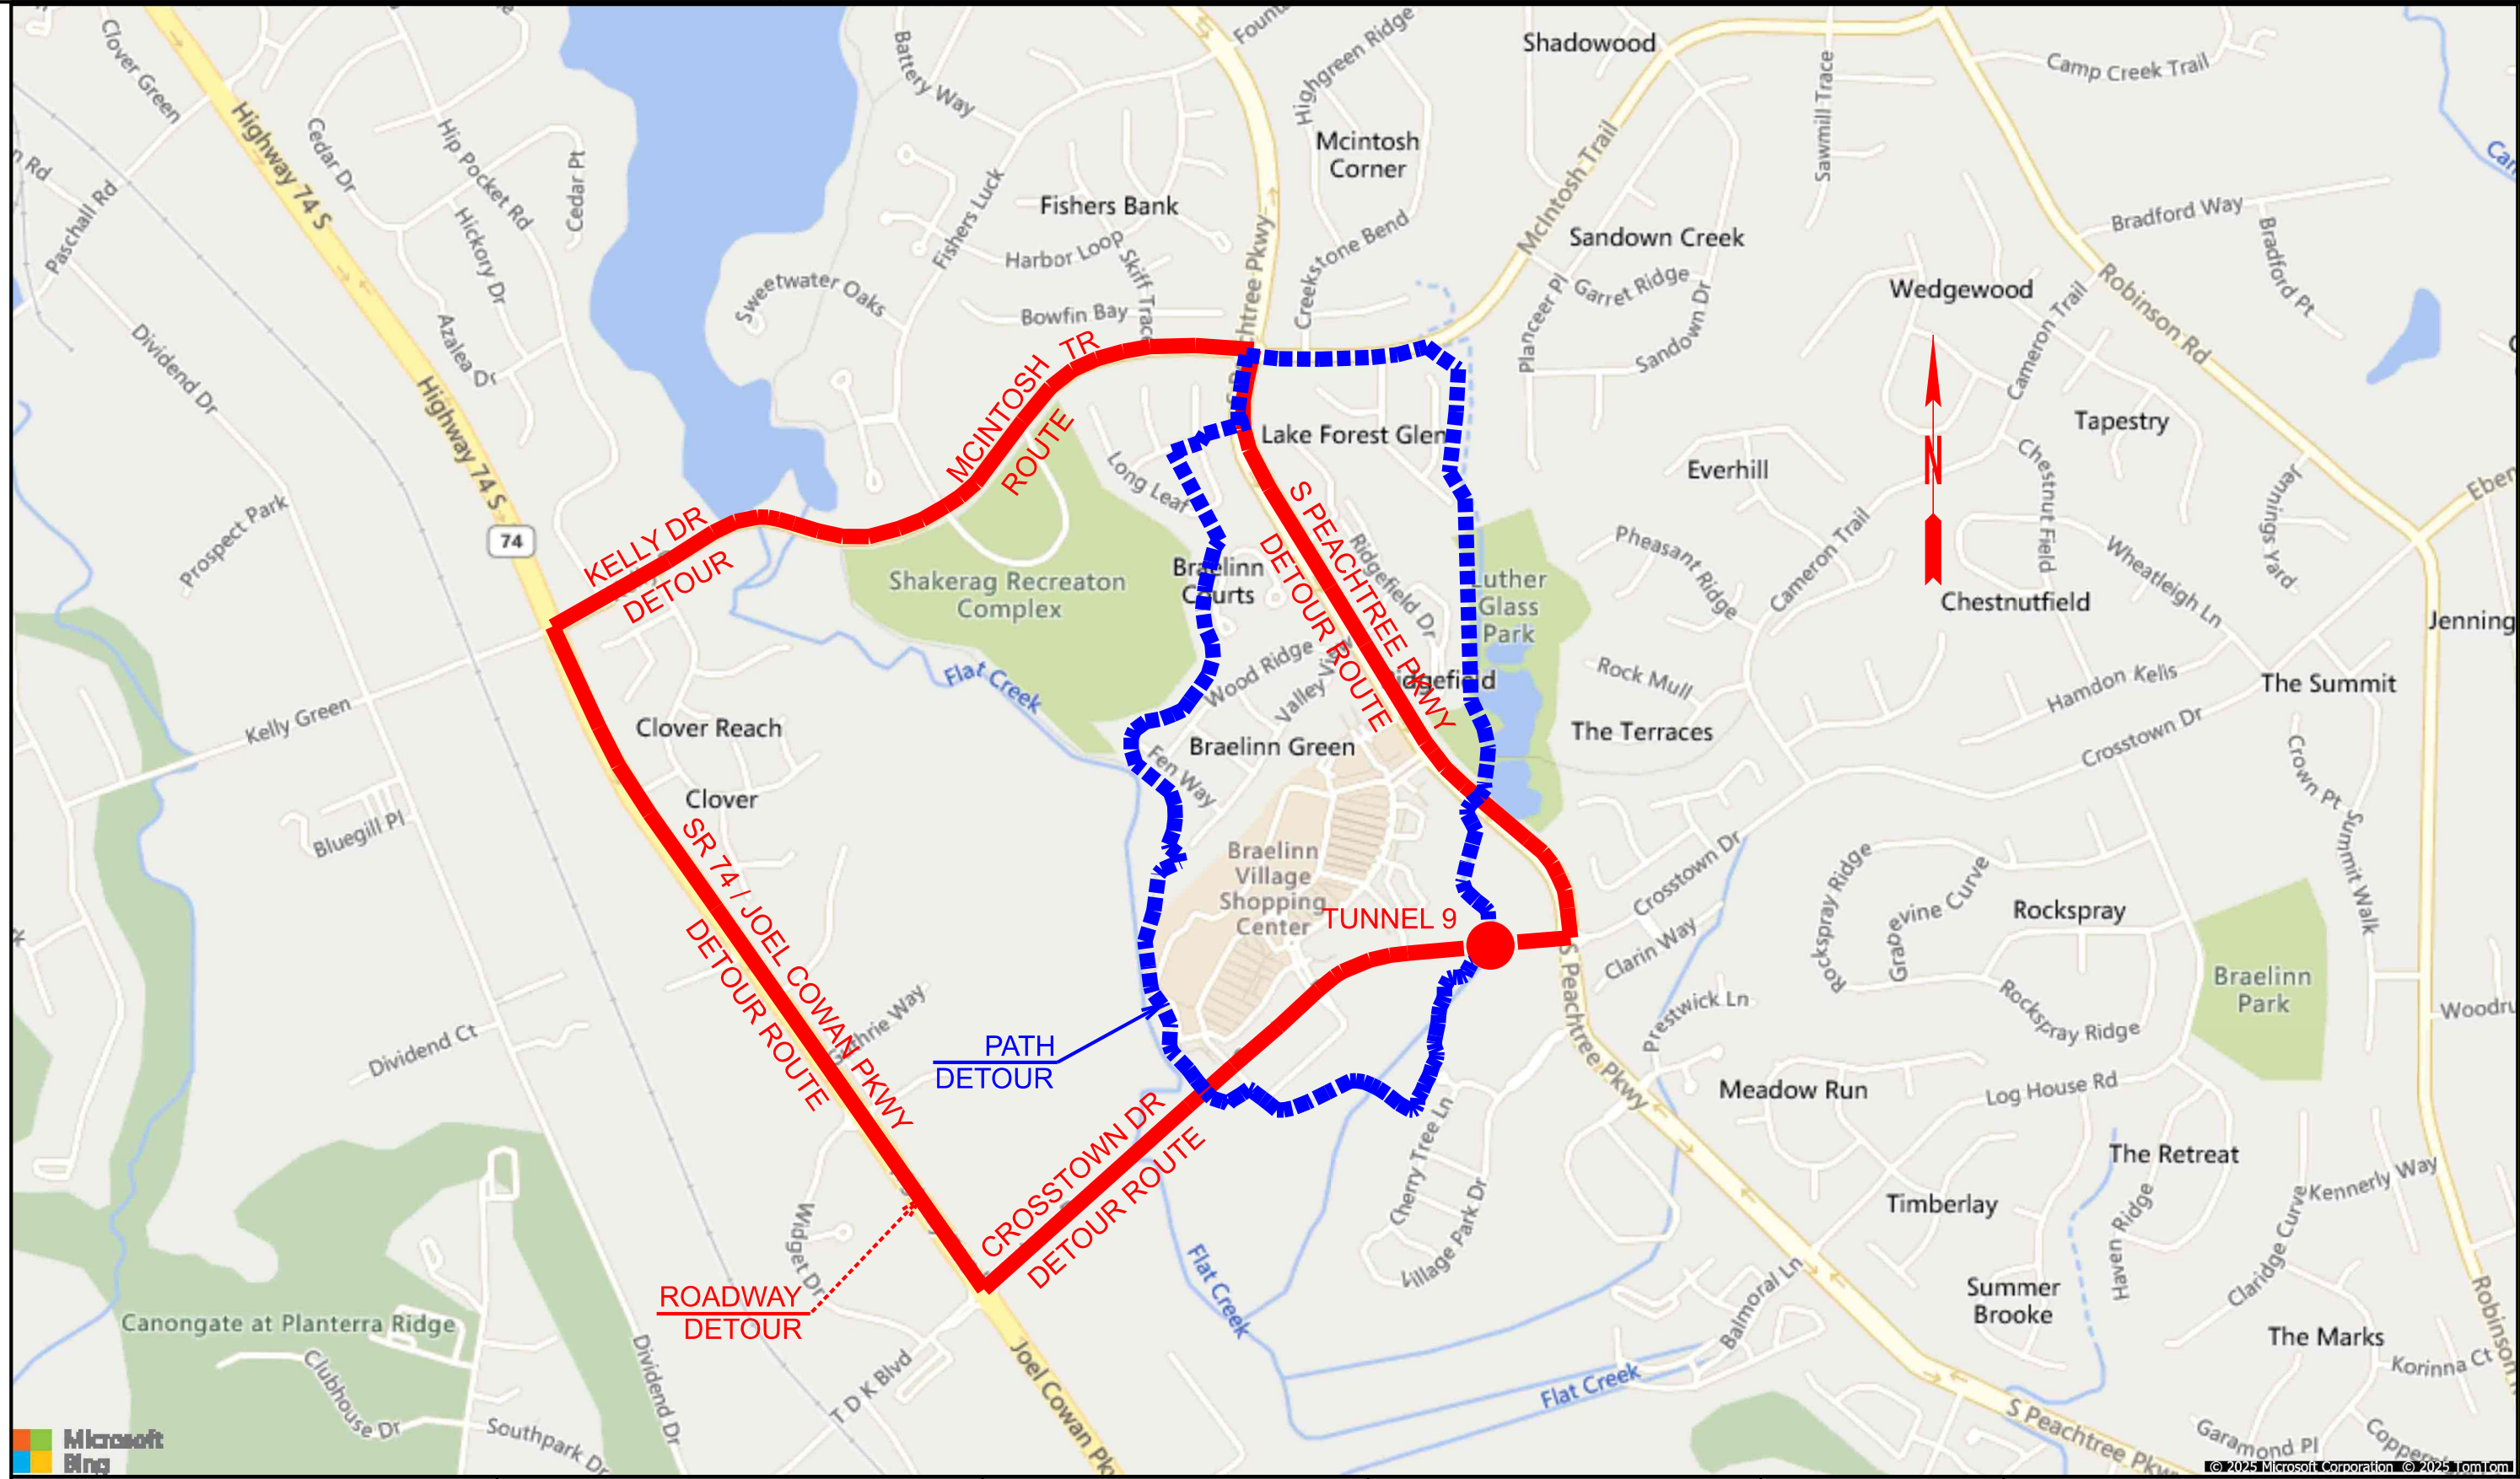 Clover Green
Battery Way
Highgreen Ridge
Shadowood
Sawmill Trace
Camp Creek Trail
Highway 74 S
Cedar Dr
Hip Pocket Rd
Cedar Pt
Mcintosh
Corner
McIntosh Trail
Paschall Rd
Hickory Dr
Fishers Luck
Fishers Bank
Harbor Loop
Skiff Trace
Creekstone Bend
Sandown Creek
Garret Ridge
Planceer Pl
Sandown Dr
Bradford Way
Bradford Pt
Wedgewood
Cameron Trail
Robinson Rd
Sweetwater Oaks
Bowfin Bay
Dividend Dr
Azalea Dr
Highway 74 S
MCINTOSH TR
ROUTE
Lake Forest Glen
N
Tapestry
Everhill
Chestnut Field
Jennings Yard
Long Leaf
Prospect Park
74
KELLY DR
DETOUR
S PEACHTREE PKWY
DETOUR ROUTE
Ridgefield Dr
Pheasant Ridge
Cameron Trail
Wheatleigh Ln
Shakerag Recreaton
Complex
Braelinn
Courts
Luther
Glass
Park
Chestnutfield
Flat Creek
Wood Ridge
Rock Mull
Hamdon Kelis
The Summit
Kelly Green
Clover Reach
Braelinn Green
The Terraces
Crosstown Dr
Fen Way
Crown Pt
Summit Walk
Clover
Bluegill Pl
SR 74 / JOEL COWAN PKWY
DETOUR ROUTE
Braelinn
Village
Shopping
Center
TUNNEL 9
Crosstown Dr
Clarin Way
Rockspray Ridge
Grapevine Curve
Rockspray
Braelinn
Park
S Peachtree Pkwy
Prestwick Ln
Rockspray Ridge
Dividend Ct
PATH
DETOUR
Meadow Run
Log House Rd
CROSSTOWN DR
DETOUR ROUTE
Cherry Tree Ln
Village Park Dr
The Retreat
Kennerly Way
Timberlay
Haven Ridge
Claridge Curve
Widget Dr
Flat Creek
Balmoral Ln
Summer
Brooke
ROADWAY
DETOUR
Canongate at Planterra Ridge
Clubhouse Dr
Dividend Dr
T D K Blvd
Flat Creek
The Marks
Korinna Ct
Southpark Dr
S Peachtree Pkwy
Garamond Pl
Microsoft
Bing
© 2025 Microsoft Corporation © 2025 TomTom